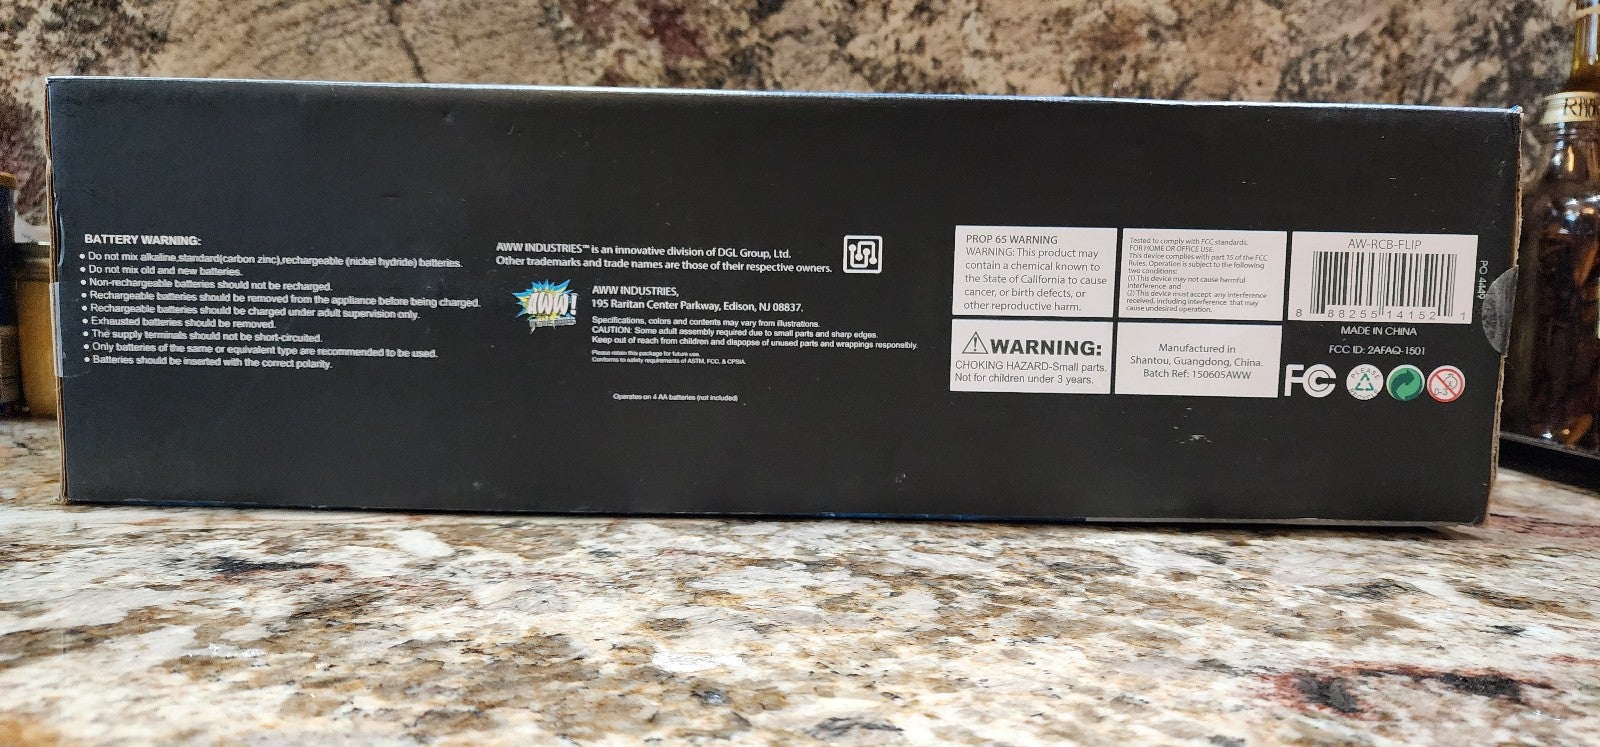 BATTERY WARNING:
• Do not mix alkaline,standard(carbon zinc),rechargeable (nickel hydride) batteries.
• Do not mix old and new batteries.
• Non-rechargeable batteries should not be recharged.
• Rechargeable batteries should be removed from the appliance before being charged.
• Rechargeable batteries should be charged under adult supervision only.
• Exhausted batteries should be removed.
• The supply terminals should not be short-circuited.
• Only batteries of the same or equivalent type are recommended to be used.
• Batteries should be inserted with the correct polarity.
AWW INDUSTRIES™ is an innovative division of DGL Group, Ltd.
Other trademarks and trade names are those of their respective owners.
AWW!
AWW INDUSTRIES,
195 Raritan Center Parkway, Edison, NJ 08837.
Specifications, colors and contents may vary from illustrations.
CAUTION: Some adult assembly required due to small parts and sharp edges.
Keep out of reach from children and dispopse of unused parts and wrappings responsibly.
Please retain this package for future use.
Conforms to safety requirements of ASTM, FCC, & CPSIA.
Operates on 4 AA batteries (not included)
PROP 65 WARNING
WARNING: This product may
contain a chemical known to
the State of California to cause
cancer, or birth defects, or
other reproductive harm.
Tested to comply with FCC standards.
FOR HOME OR OFFICE USE.
This device complies with part 15 of the FCC
Rules. Operation is subject to the following
two conditions:
(1) This device may not cause harmful
interference and
(2) This device must accept any interference
received, including interference that may
cause undesired operation.
AW-RCB-FLIP
8 88255 14152 1
PO 4449
MADE IN CHINA
FCC ID: 2AFAQ-1501
WARNING:
CHOKING HAZARD-Small parts.
Not for children under 3 years.
Manufactured in
Shantou, Guangdong, China.
Batch Ref: 150605AWW
FC
PLEASE
0-3